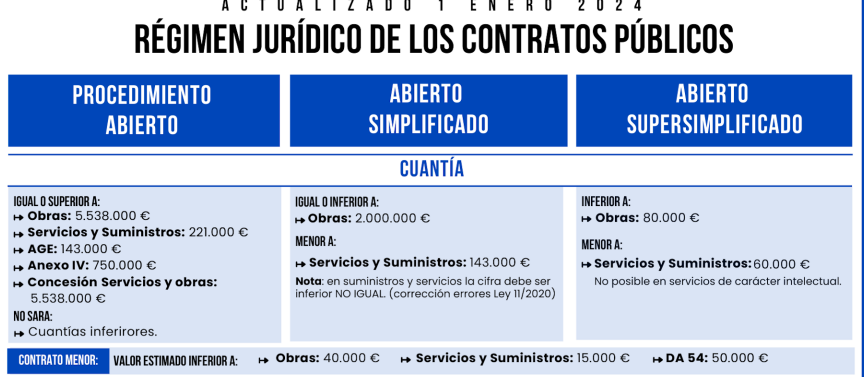 ACTUALIZADO 1 ENERO 2024
RÉGIMEN JURÍDICO DE LOS CONTRATOS PÚBLICOS
PROCEDIMIENTO
ABIERTO
ABIERTO
SIMPLIFICADO
ABIERTO
SUPERSIMPLIFICADO
CUANTÍA
IGUAL O SUPERIOR A:
↦ Obras: 5.538.000 €
↦ Servicios y Suministros: 221.000 €
↦ AGE: 143.000 €
↦ Anexo IV: 750.000 €
↦ Concesión Servicios y obras:
5.538.000 €
NO SARA:
↦ Cuantías inferirores.
IGUAL O INFERIOR A:
↦ Obras: 2.000.000 €
MENOR A:
↦ Servicios y Suministros: 143.000 €
Nota: en suministros y servicios la cifra debe ser
inferior NO IGUAL. (corrección errores Ley 11/2020)
INFERIOR A:
↦ Obras: 80.000 €
MENOR A:
↦ Servicios y Suministros: 60.000 €
No posible en servicios de carácter intelectual.
CONTRATO MENOR: VALOR ESTIMADO INFERIOR A: ↦ Obras: 40.000 € ↦ Servicios y Suministros: 15.000 € ↦ DA 54: 50.000 €